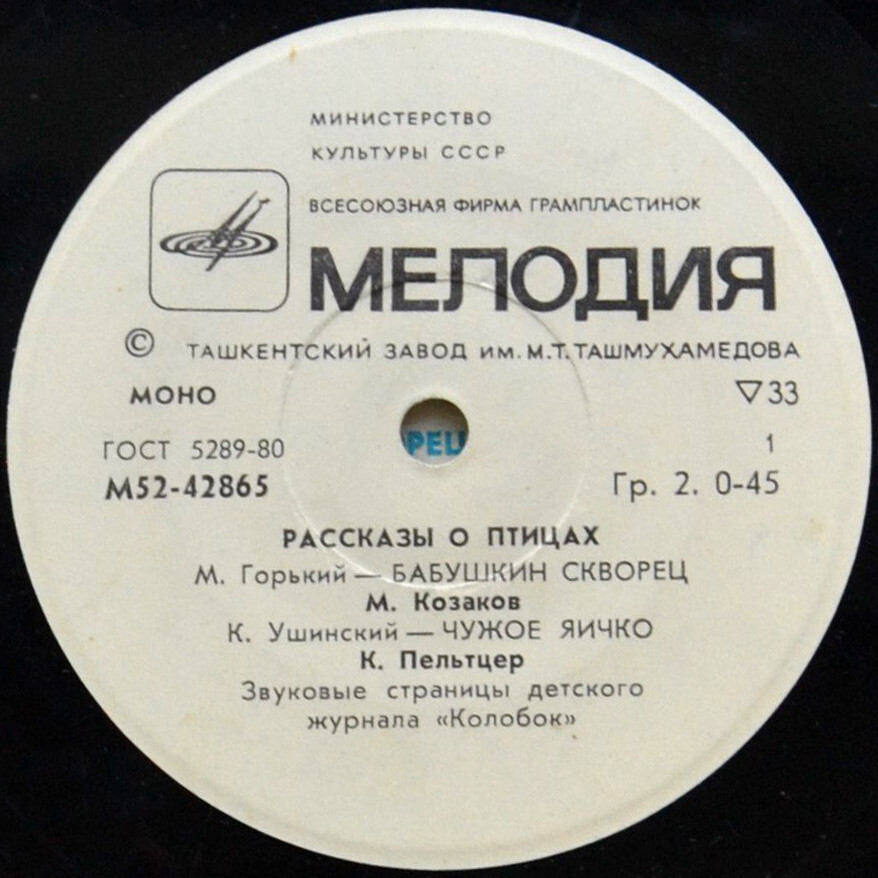 МИНИСТЕРСТВО
КУЛЬТУРЫ СССР
ВСЕСОЮЗНАЯ ФИРМА ГРАМПЛАСТИНОК
МЕЛОДИЯ
© ТАШКЕНТСКИЙ ЗАВОД ИМ. М.Т. ТАШМУХАМЕДОВА
МОНО ▽33
ГОСТ 5289-80 1
М52-42865 Гр. 2. 0-45
PEL
РАССКАЗЫ О ПТИЦАХ
М. Горький — БАБУШКИН СКВОРЕЦ
М. Козаков
К. Ушинский — ЧУЖОЕ ЯИЧКО
К. Пельтцер
Звуковые страницы детского
журнала «Колобок»